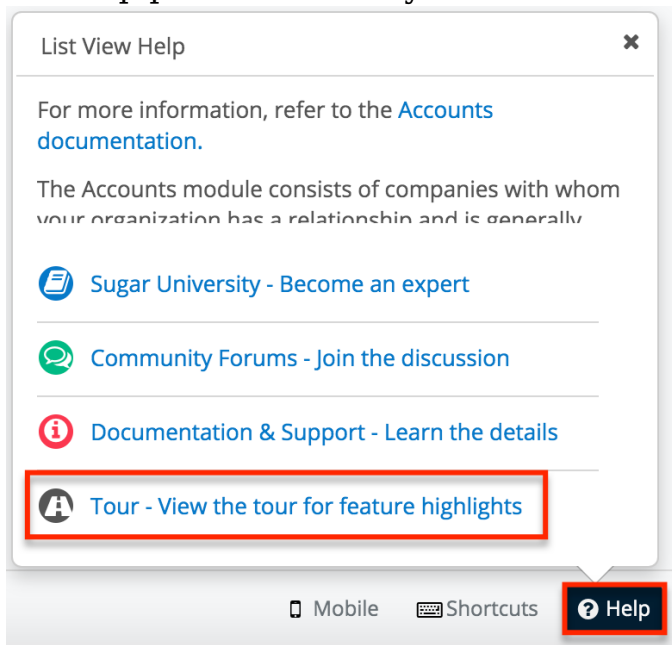 List View Help
For more information, refer to the Accounts
documentation.
The Accounts module consists of companies with whom
your organization has a relationship and is generally
Sugar University - Become an expert
Community Forums - Join the discussion
Documentation & Support - Learn the details
Tour - View the tour for feature highlights
Mobile Shortcuts Help